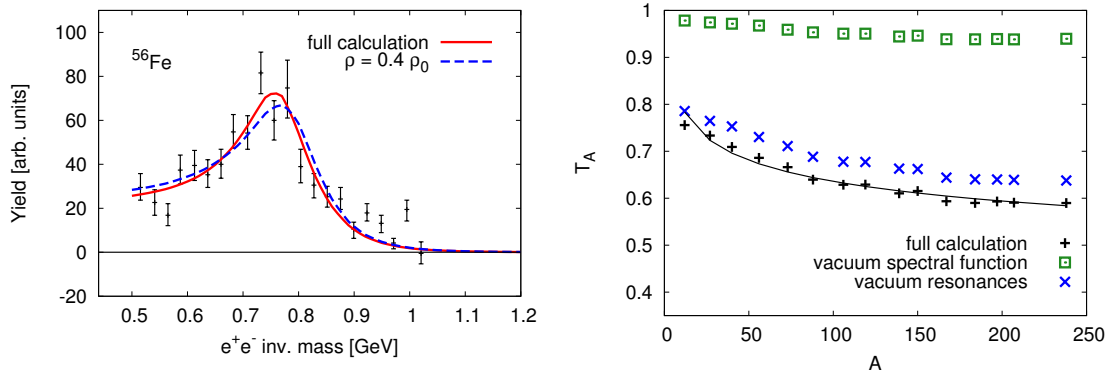 100
80
60
40
20
0
-20
0.5 0.6 0.7 0.8 0.9 1 1.1 1.2
Yield [arb. units]
e⁺e⁻ inv. mass [GeV]
⁵⁶Fe
full calculation
ρ = 0.4 ρ₀
1
0.9
0.8
0.7
0.6
0.5
0.4
0 50 100 150 200 250
T_A
A
full calculation
vacuum spectral function
vacuum resonances